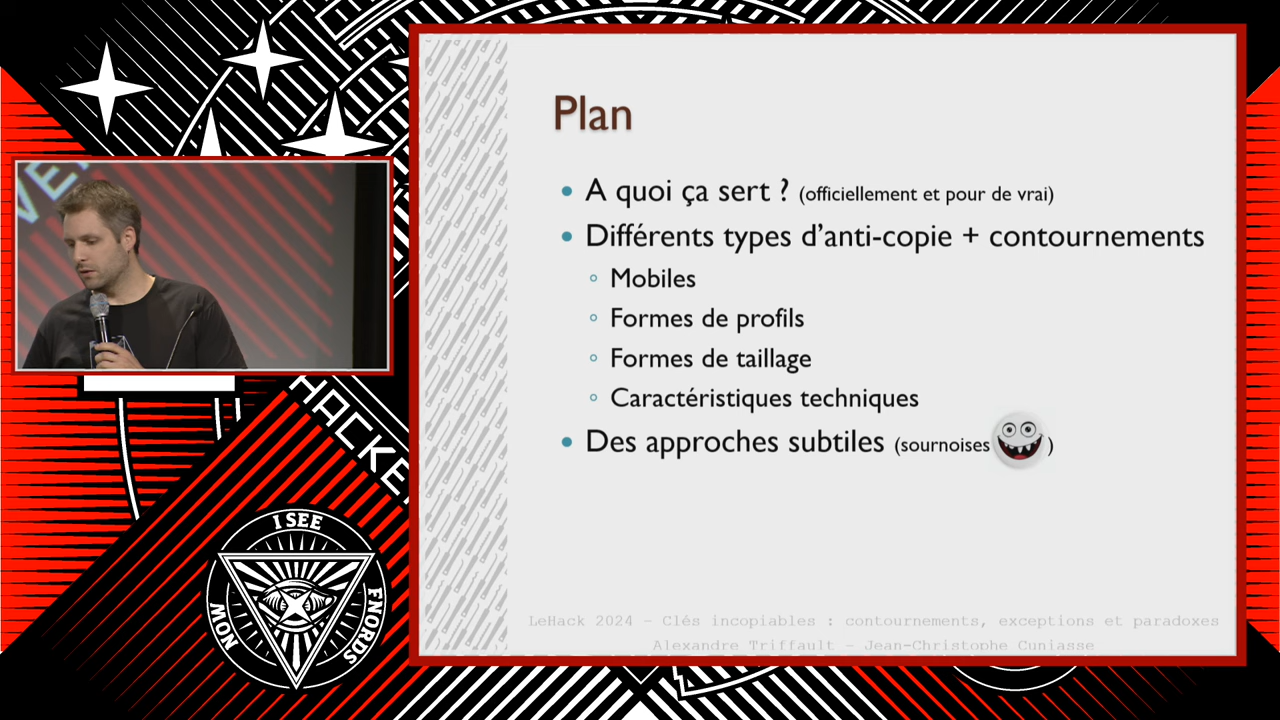 Plan
A quoi ça sert ? (officiellement et pour de vrai)
Différents types d'anti-copie + contournements
Mobiles
Formes de profils
Formes de taillage
Caractéristiques techniques
Des approches subtiles (sournoises )
LeHack 2024 – Clés incopiables : contournements, exceptions et paradoxes
Alexandre Triffault – Jean-Christophe Cuniasse
HACKE
I SEE
NOW
FNORDS